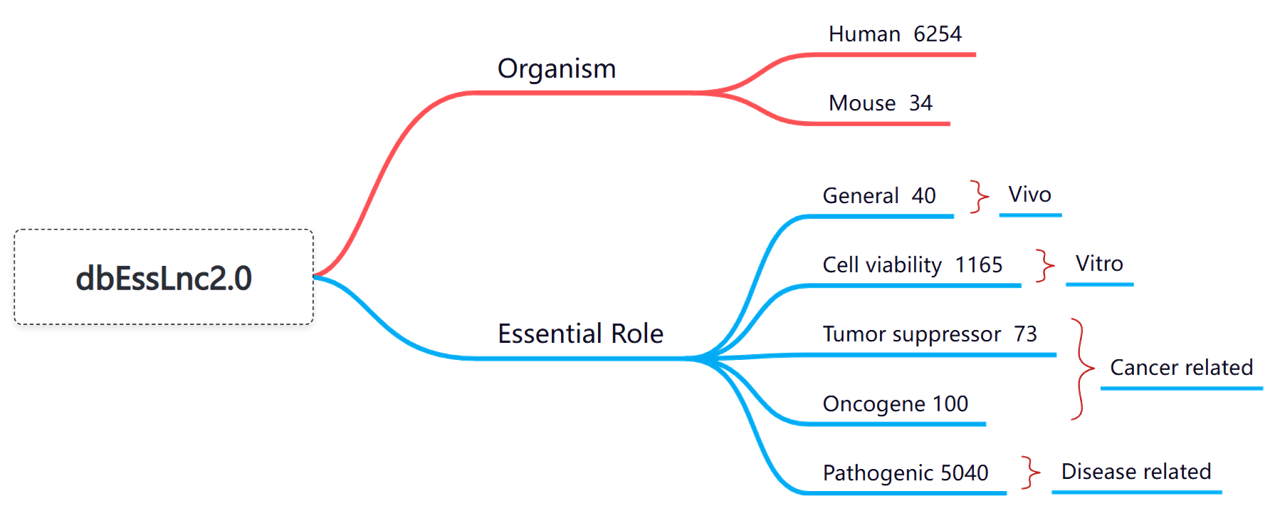 dbEssLnc2.0
Organism
Human 6254
Mouse 34
Essential Role
General 40
Vivo
Cell viability 1165
Vitro
Tumor suppressor 73
Oncogene 100
Cancer related
Pathogenic 5040
Disease related